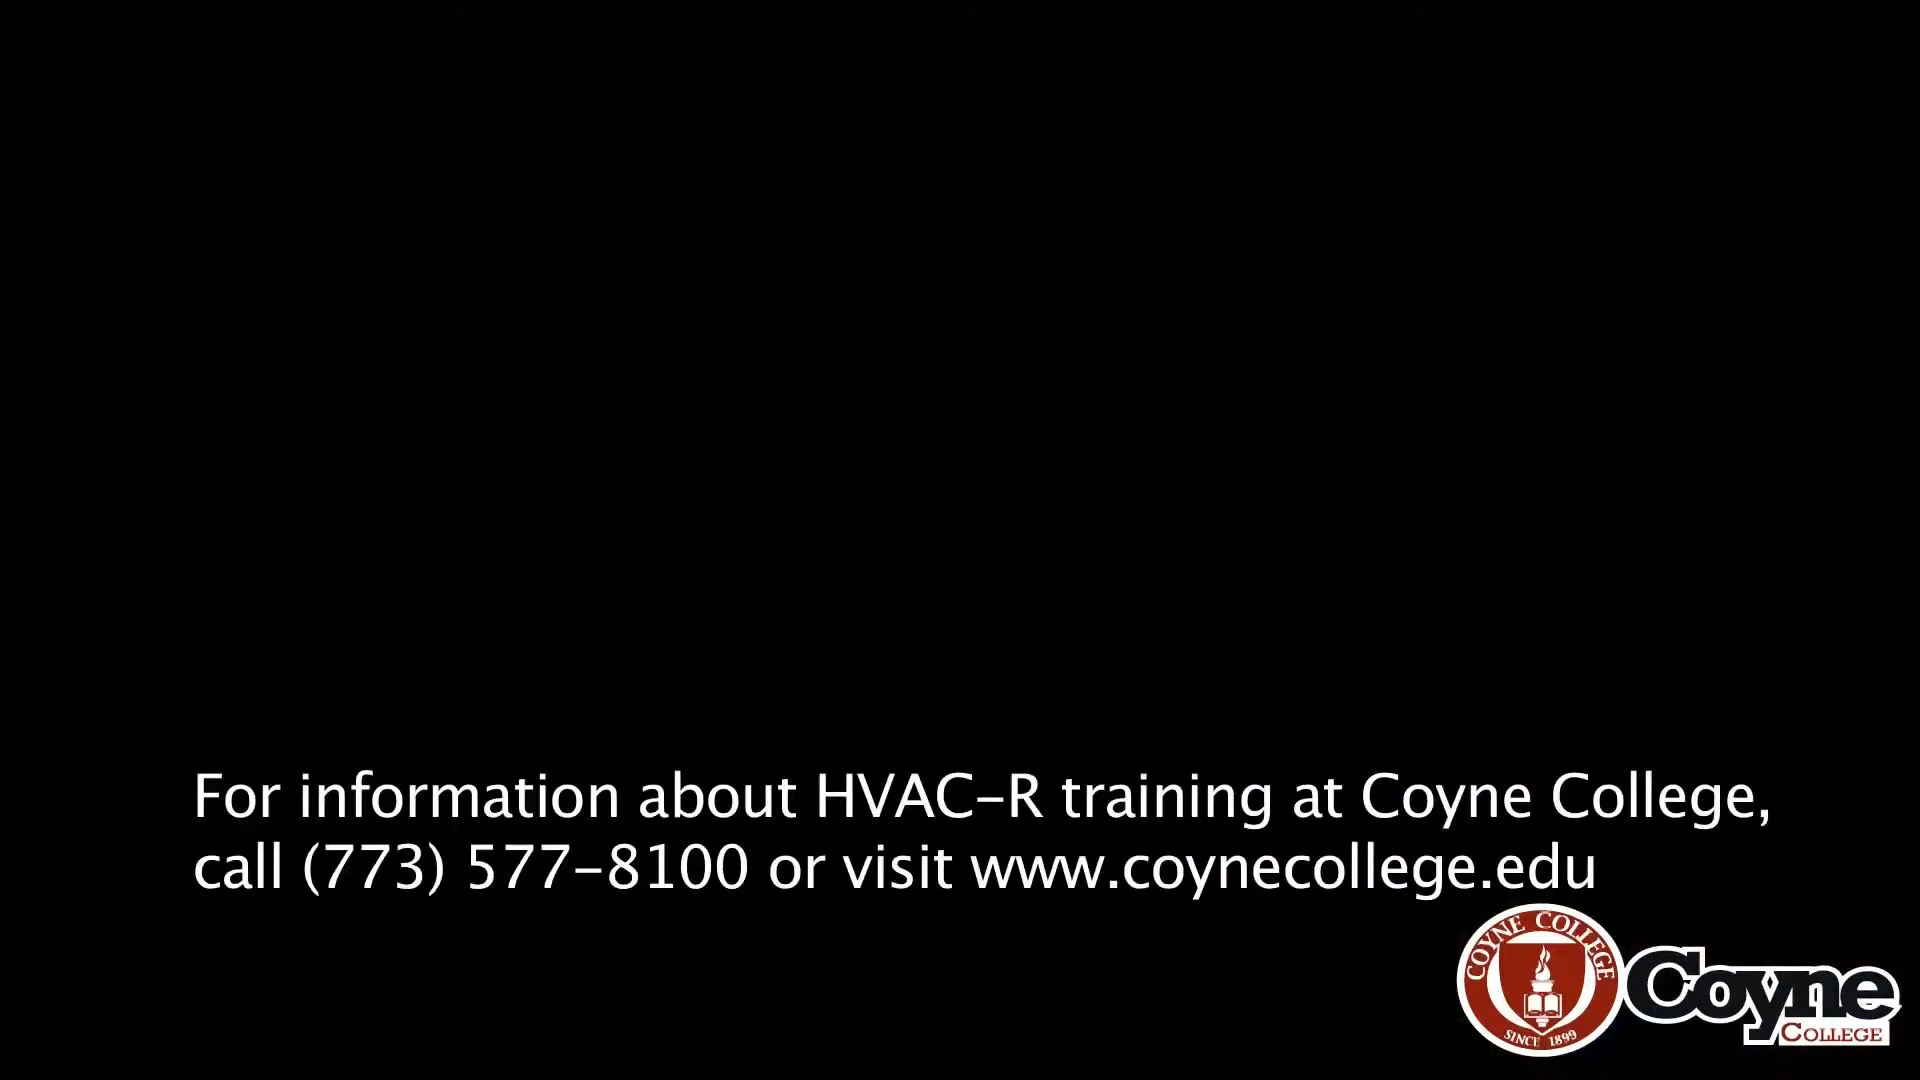 For information about HVAC-R training at Coyne College,
call (773) 577-8100 or visit www.coynecollege.edu
COYNE COLLEGE
SINCE 1899
Coyne
COLLEGE